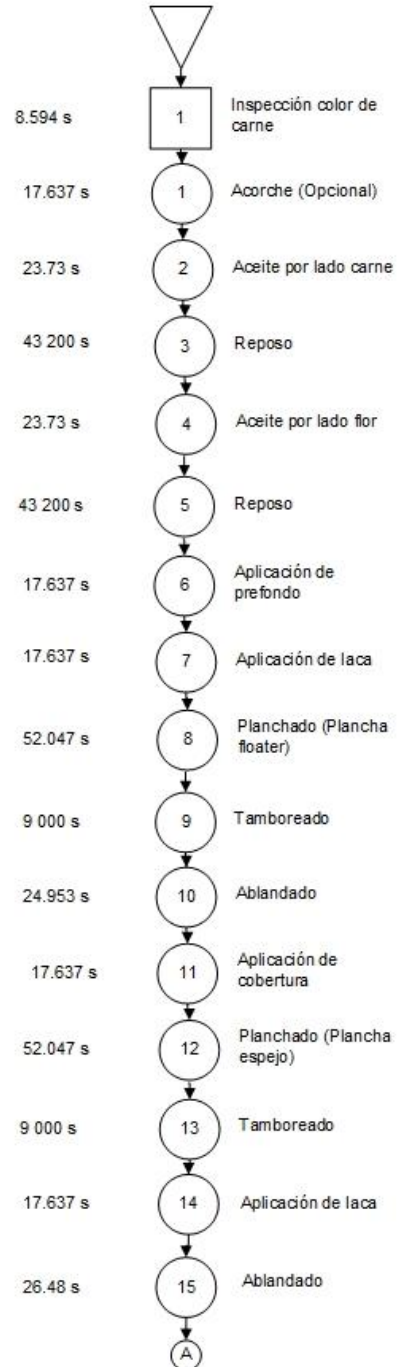 8.594 s
1
Inspección color de
carne
17.637 s
1
Acorche (Opcional)
23.73 s
2
Aceite por lado carne
43 200 s
3
Reposo
23.73 s
4
Aceite por lado flor
43 200 s
5
Reposo
17.637 s
6
Aplicación de
prefondo
17.637 s
7
Aplicación de laca
52.047 s
8
Planchado (Plancha
floater)
9 000 s
9
Tamboreado
24.953 s
10
Ablandado
17.637 s
11
Aplicación de
cobertura
52.047 s
12
Planchado (Plancha
espejo)
9 000 s
13
Tamboreado
17.637 s
14
Aplicación de laca
26.48 s
15
Ablandado
A